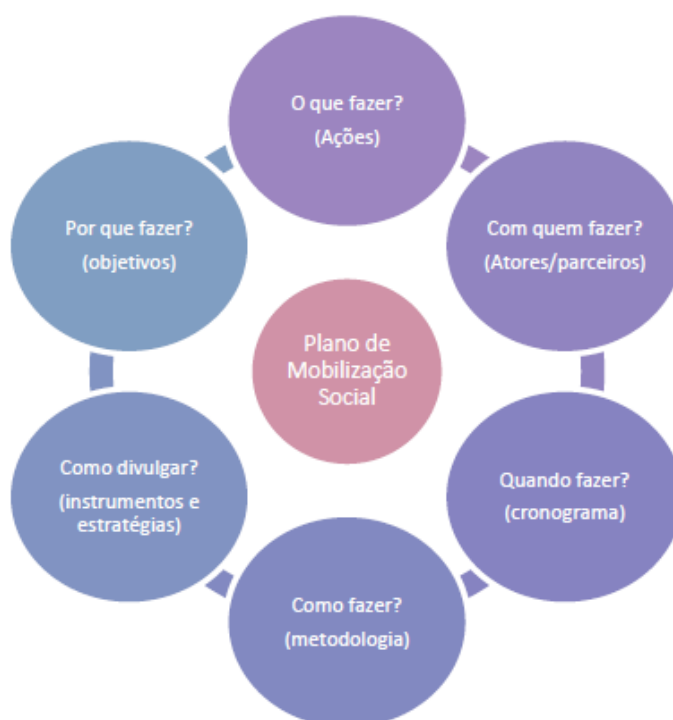 O que fazer?
(Ações)
Com quem fazer?
(Atores/parceiros)
Quando fazer?
(cronograma)
Como fazer?
(metodologia)
Como divulgar?
(instrumentos e
estratégias)
Por que fazer?
(objetivos)
Plano de
Mobilização
Social